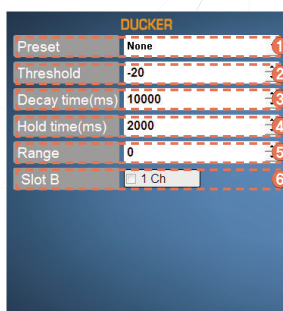 DUCKER
Preset None 1
Threshold -20 2
Decay time(ms) 10000 3
Hold time(ms) 2000 4
Range 0 5
Slot B 1 Ch 6